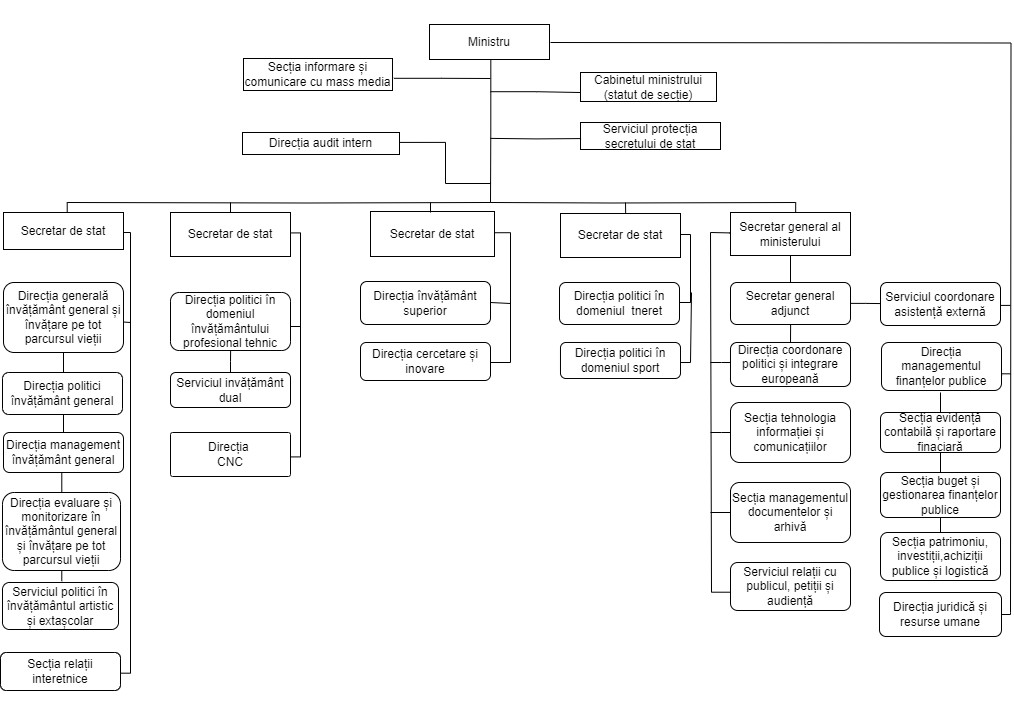 Ministru
Secția informare și
comunicare cu mass media
Cabinetul ministrului
(statut de secție)
Direcția audit intern
Serviciul protecția
secretului de stat
Secretar de stat
Direcția generală
învățământ general și
învățare pe tot
parcursul vieții
Direcția politici
învățământ general
Direcția management
învățământ general
Direcția evaluare și
monitorizare în
învățământul general
și învățare pe tot
parcursul vieții
Serviciul politici în
învățământul artistic
și extașcolar
Secția relații
interetnice
Secretar de stat
Direcția politici în
domeniul
învățământului
profesional tehnic
Serviciul invățământ
dual
Direcția
CNC
Secretar de stat
Direcția învățământ
superior
Direcția cercetare și
inovare
Secretar de stat
Direcția politici în
domeniul tneret
Direcția politici în
domeniul sport
Secretar general al
ministerului
Secretar general
adjunct
Direcția coordonare
politici și integrare
europeană
Secția tehnologia
informației și
comunicațiilor
Secția managementul
documentelor și
arhivă
Serviciul relații cu
publicul, petiții și
audiență
Serviciul coordonare
asistență externă
Direcția
managementul
finanțelor publice
Secția evidență
contabilă și raportare
finaciară
Secția buget și
gestionarea finanțelor
publice
Secția patrimoniu,
investiții,achiziții
publice și logistică
Direcția juridică și
resurse umane